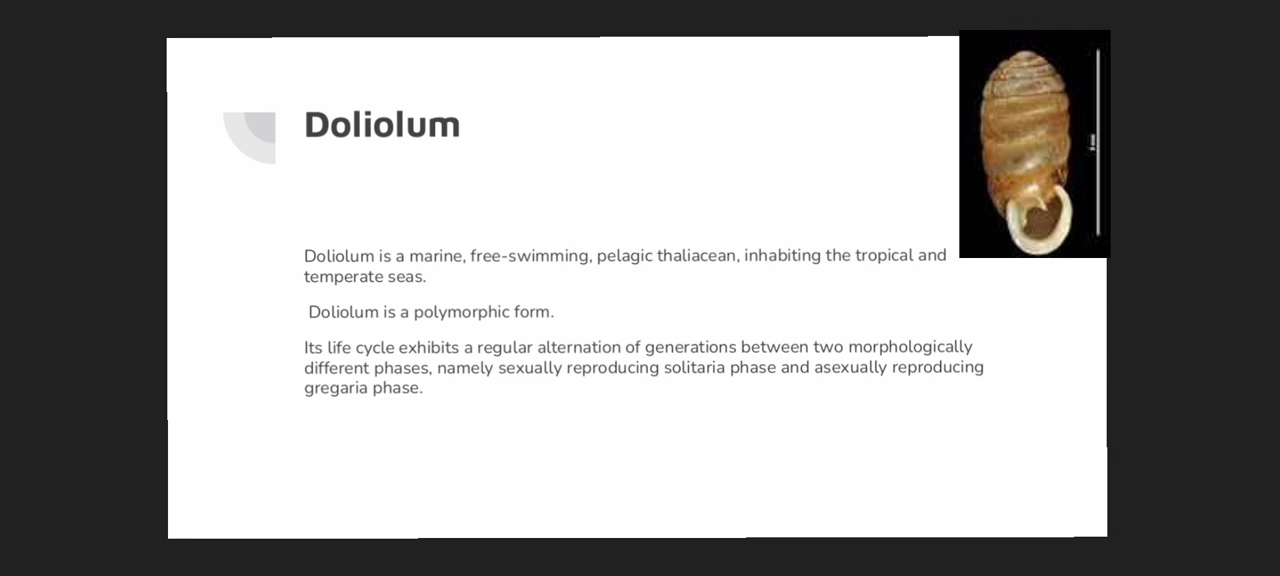 Doliolum
Doliolum is a marine, free-swimming, pelagic thaliacean, inhabiting the tropical and
temperate seas.
Doliolum is a polymorphic form.
Its life cycle exhibits a regular alternation of generations between two morphologically
different phases, namely sexually reproducing solitaria phase and asexually reproducing
gregaria phase.